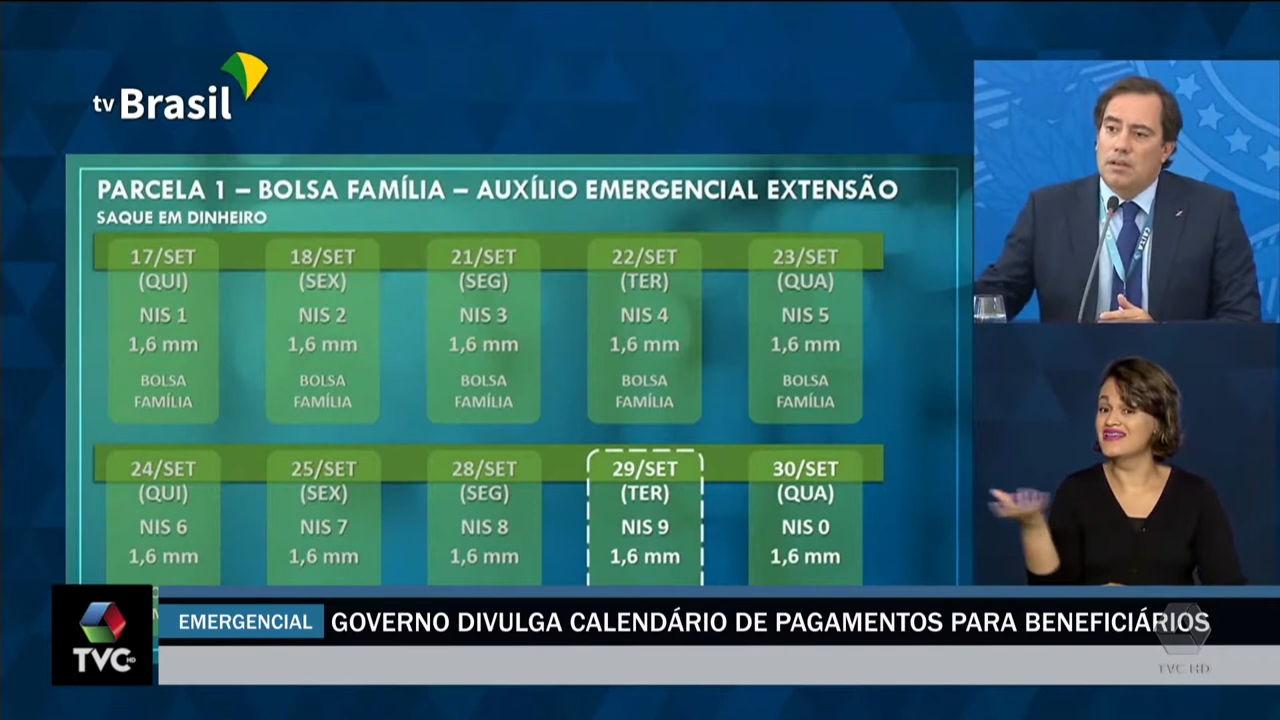 tv Brasil
PARCELA 1 – BOLSA FAMÍLIA – AUXÍLIO EMERGENCIAL EXTENSÃO
SAQUE EM DINHEIRO
17/SET 18/SET 21/SET 22/SET 23/SET
(QUI) (SEX) (SEG) (TER) (QUA)
NIS 1 NIS 2 NIS 3 NIS 4 NIS 5
1,6 mm 1,6 mm 1,6 mm 1,6 mm 1,6 mm
BOLSA BOLSA BOLSA BOLSA BOLSA
FAMÍLIA FAMÍLIA FAMÍLIA FAMÍLIA FAMÍLIA
24/SET 25/SET 28/SET 29/SET 30/SET
(QUI) (SEX) (SEG) (TER) (QUA)
NIS 6 NIS 7 NIS 8 NIS 9 NIS 0
1,6 mm 1,6 mm 1,6 mm 1,6 mm 1,6 mm
CAIXA
EMERGENCIAL GOVERNO DIVULGA CALENDÁRIO DE PAGAMENTOS PARA BENEFICIÁRIOS
TVC HD
TVC HD